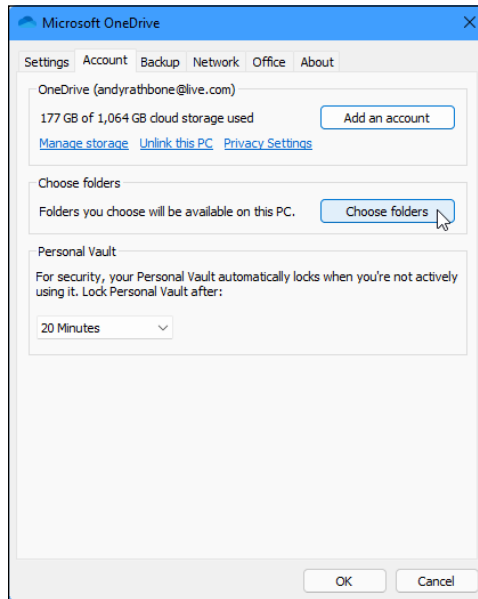 Microsoft OneDrive
Settings Account Backup Network Office About
OneDrive (andyrathbone@live.com)
177 GB of 1,064 GB cloud storage used Add an account
Manage storage Unlink this PC Privacy Settings
Choose folders
Folders you choose will be available on this PC. Choose folders
Personal Vault
For security, your Personal Vault automatically locks when you're not actively
using it. Lock Personal Vault after:
20 Minutes
OK Cancel